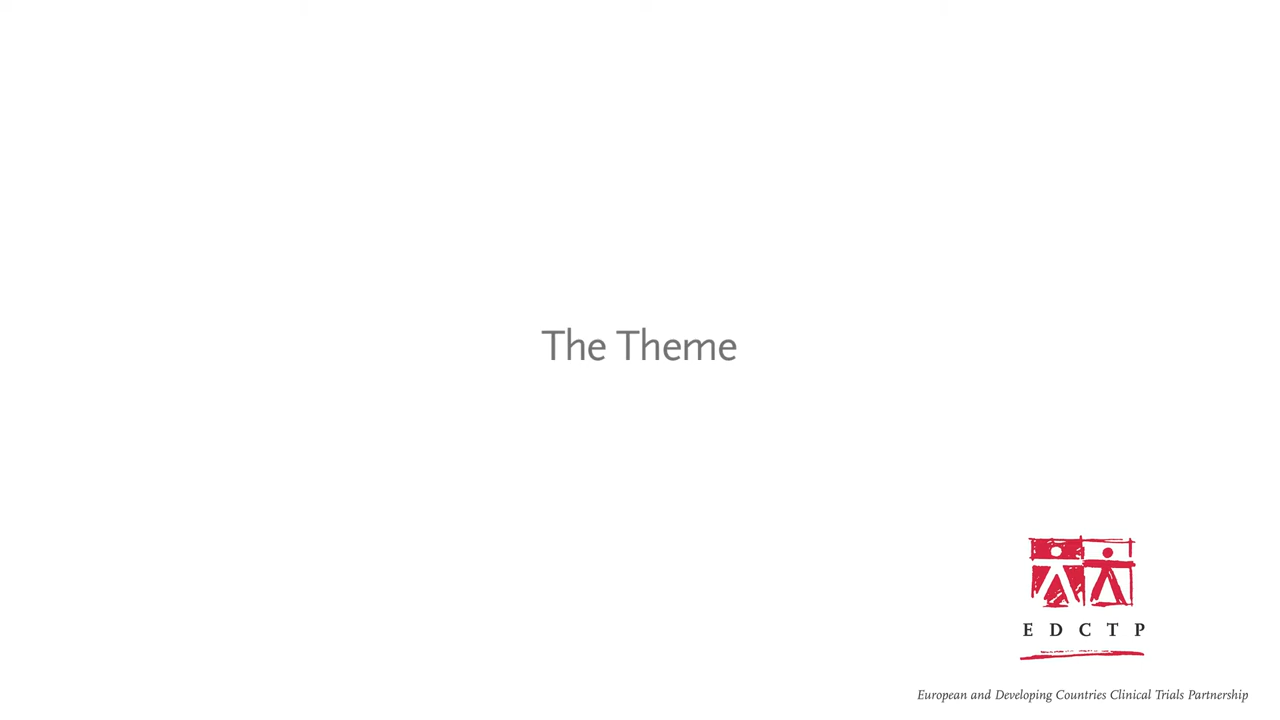 The Theme
E D C T P
European and Developing Countries Clinical Trials Partnership